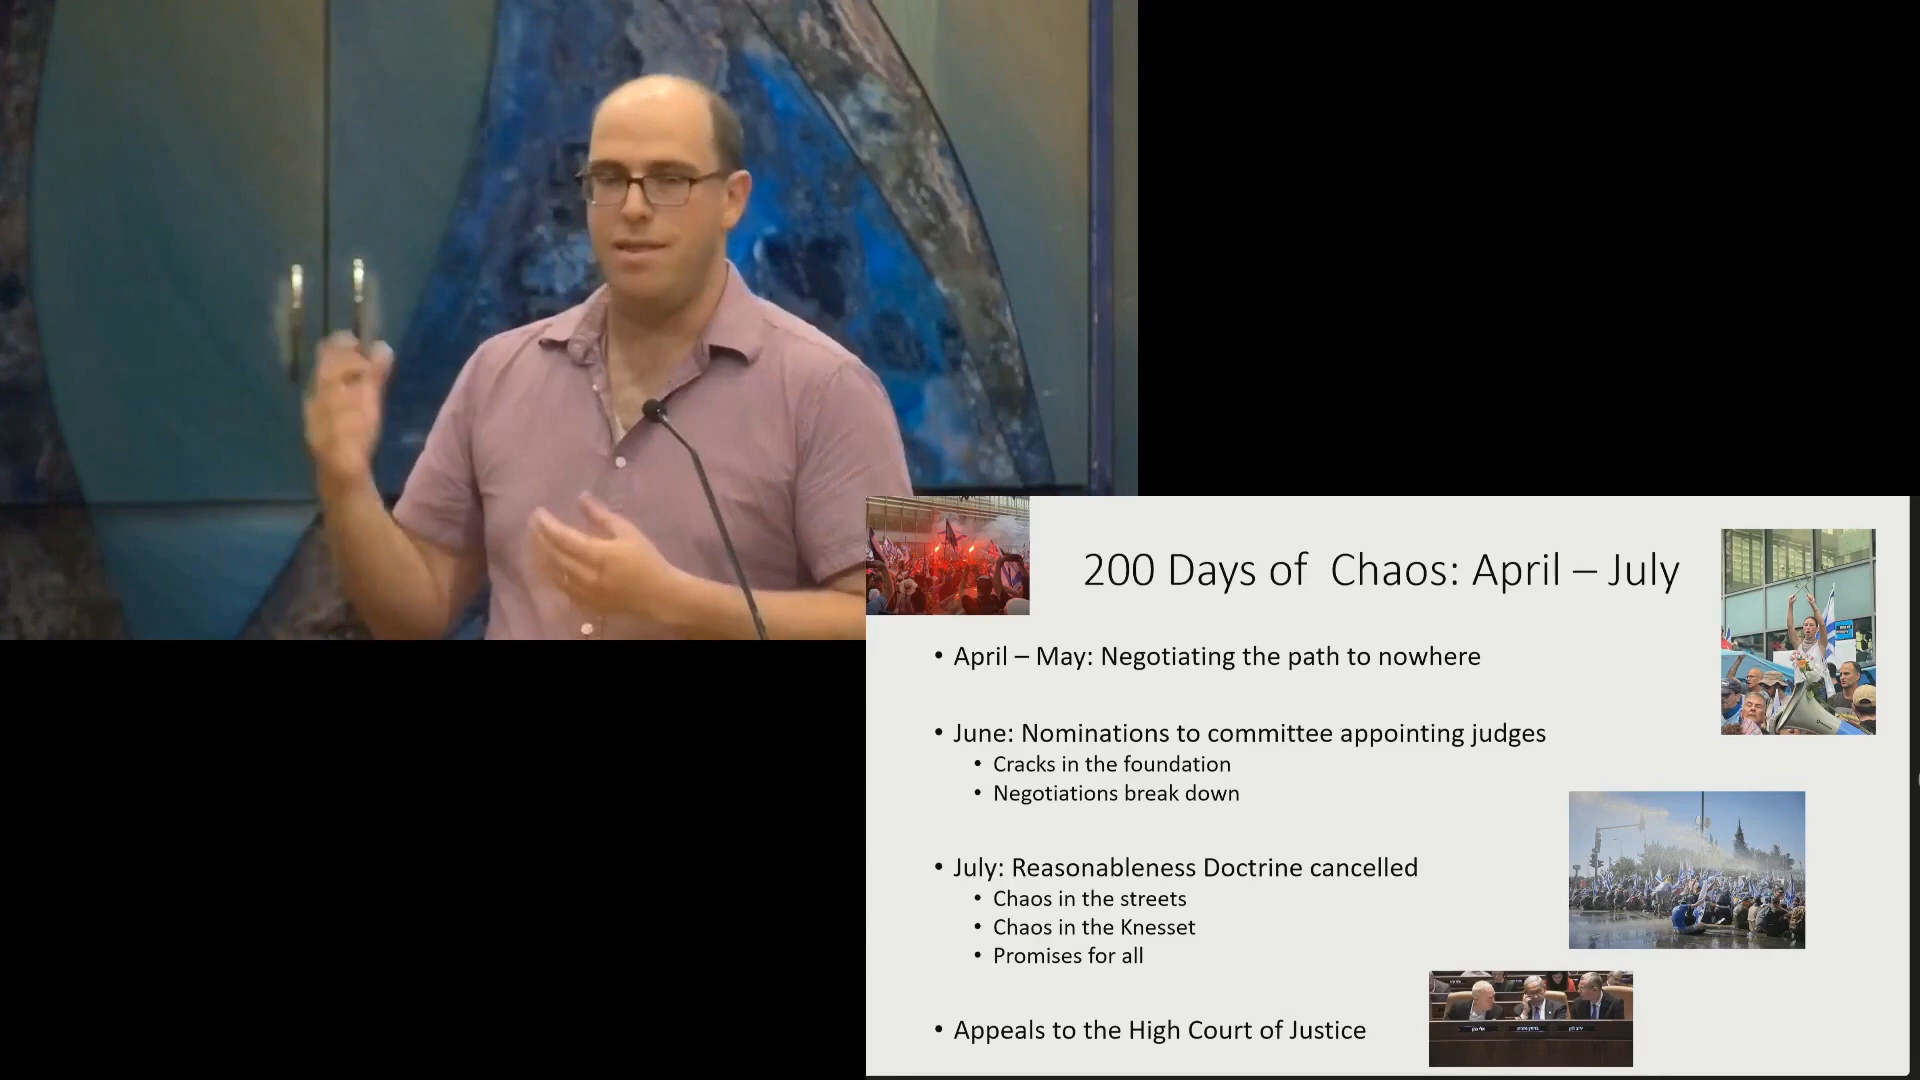 200 Days of  Chaos: April – July
• April – May: Negotiating the path to nowhere
• June: Nominations to committee appointing judges
• Cracks in the foundation
• Negotiations break down
• July: Reasonableness Doctrine cancelled
• Chaos in the streets
• Chaos in the Knesset
• Promises for all
• Appeals to the High Court of Justice